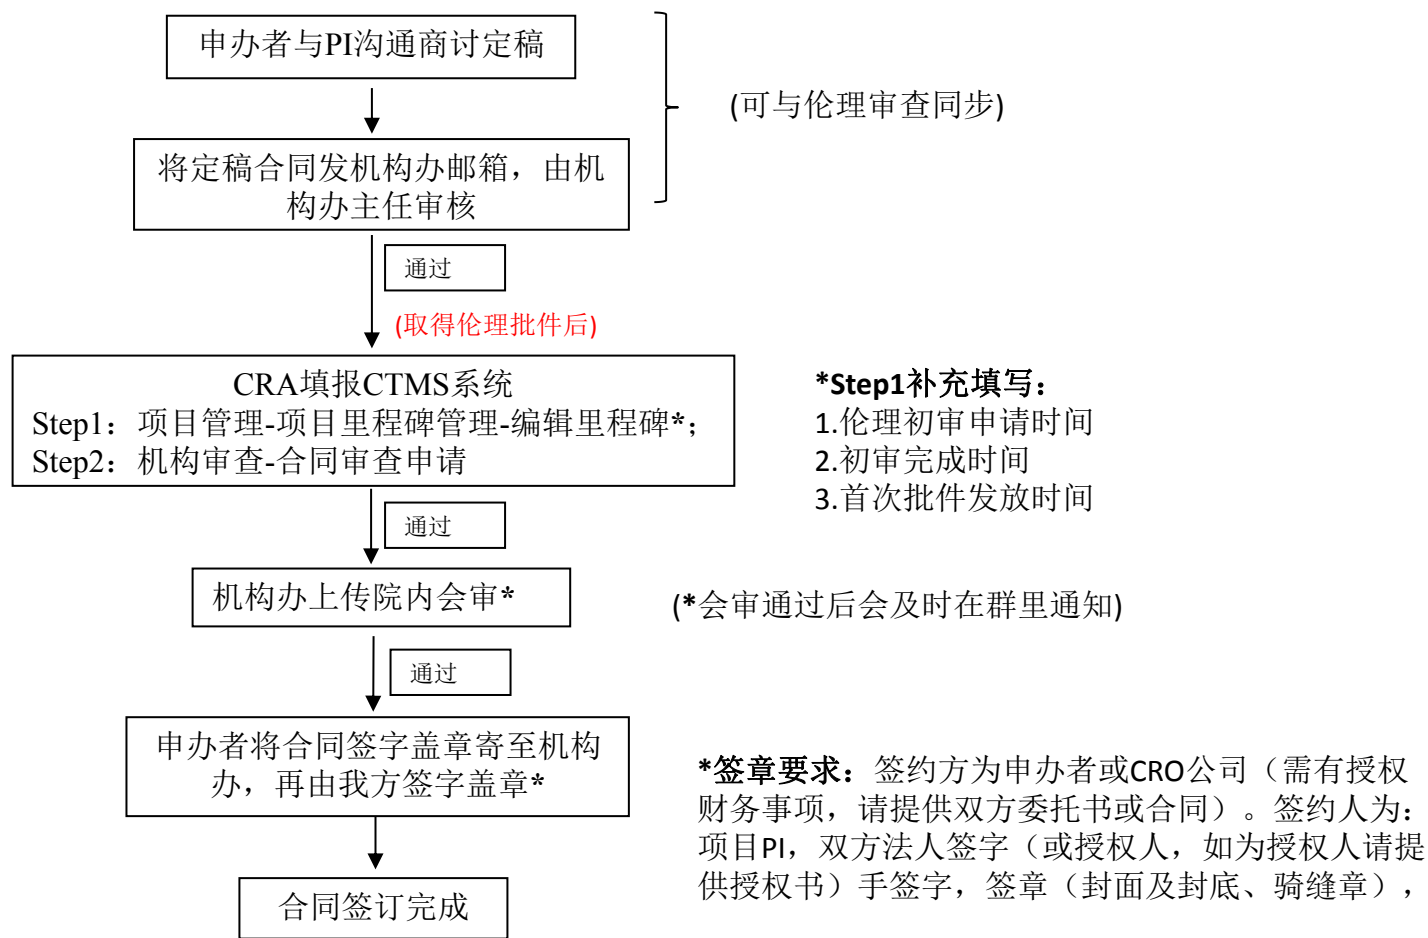 申办者与PI沟通商讨定稿
(可与伦理审查同步)
将定稿合同发机构办邮箱，由机
构办主任审核
通过
(取得伦理批件后)
CRA填报CTMS系统
Step1：项目管理-项目里程碑管理-编辑里程碑*；
Step2：机构审查-合同审查申请
*Step1补充填写：
1.伦理初审申请时间
2.初审完成时间
3.首次批件发放时间
通过
机构办上传院内会审*
(*会审通过后会及时在群里通知)
通过
申办者将合同签字盖章寄至机构
办，再由我方签字盖章*
*签章要求：签约方为申办者或CRO公司（需有授权
财务事项，请提供双方委托书或合同）。签约人为：
项目PI，双方法人签字（或授权人，如为授权人请提
供授权书）手签字，签章（封面及封底、骑缝章），
合同签订完成